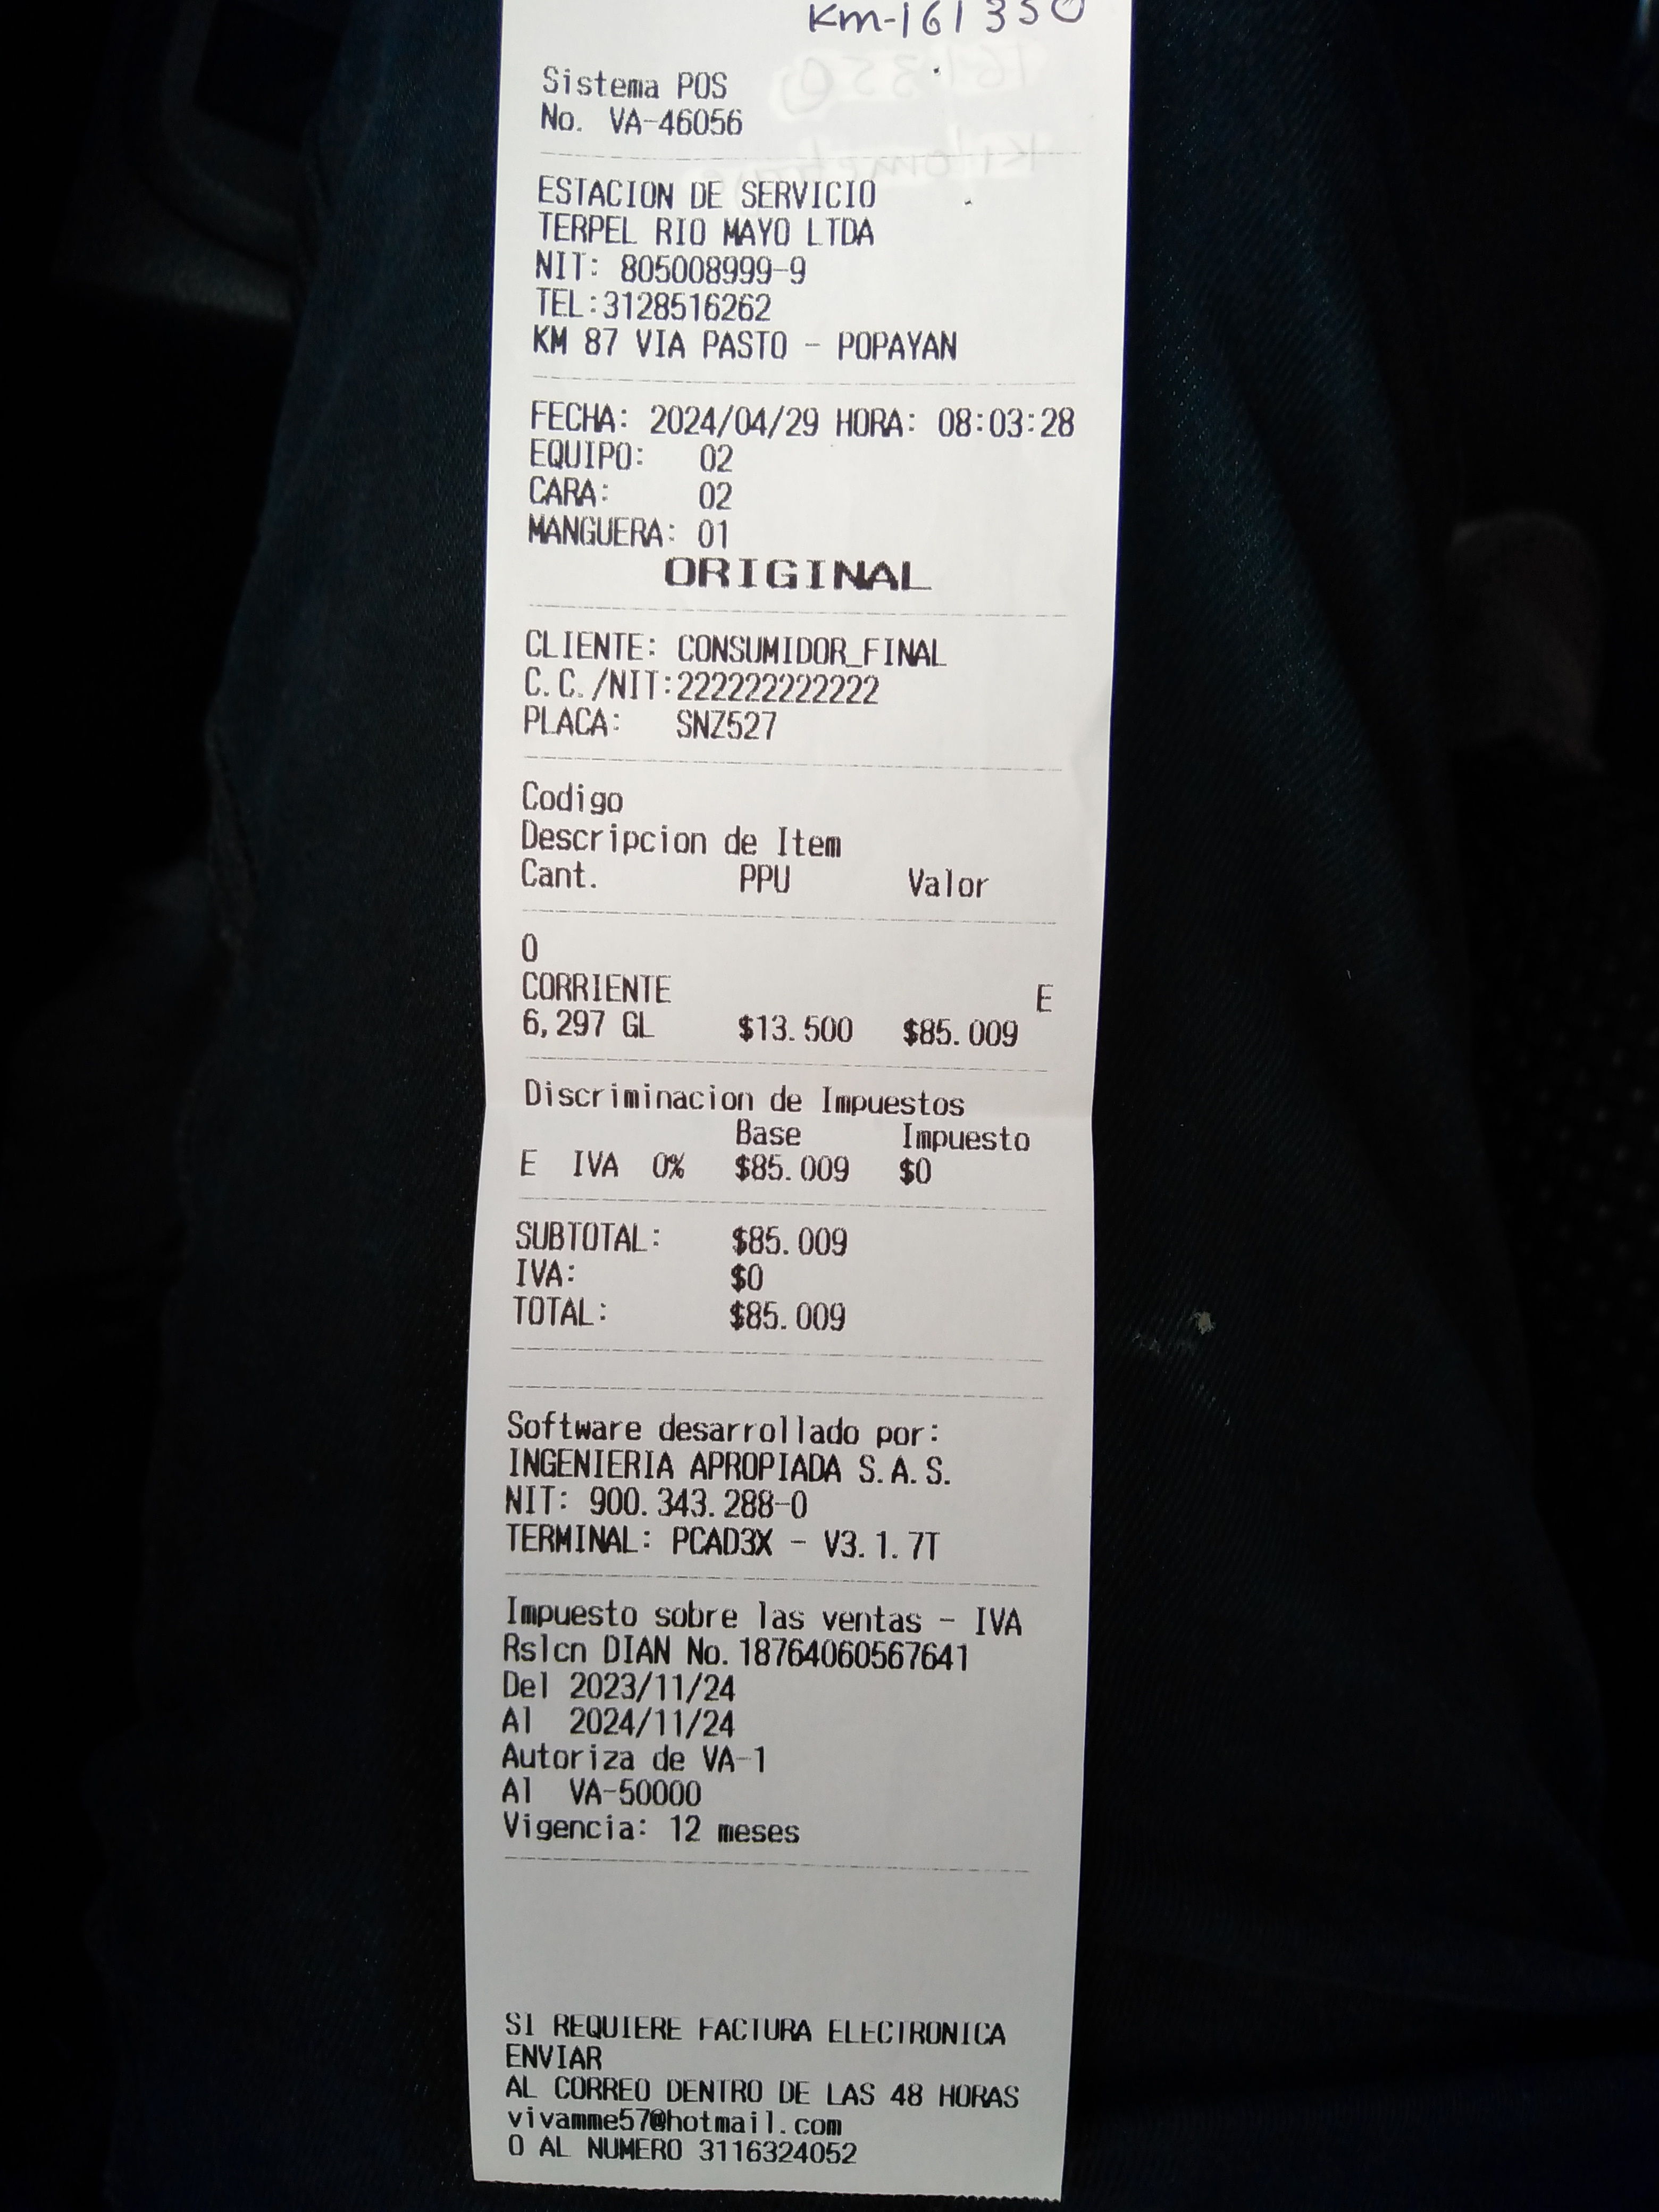 Km-161350
Sistema POS
No. VA-46056
ESTACION DE SERVICIO
TERPEL RIO MAYO LTDA
NIT: 805008999-9
TEL:3128516262
KM 87 VIA PASTO - POPAYAN
FECHA: 2024/04/29 HORA: 08:03:28
EQUIPO: 02
CARA: 02
MANGUERA: 01
ORIGINAL
CLIENTE: CONSUMIDOR_FINAL
C.C./NIT:222222222222
PLACA: SNZ527
Codigo
Descripcion de Item
Cant. PPU Valor
0
CORRIENTE E
6,297 GL $13.500 $85.009
Discriminacion de Impuestos
Base Impuesto
E IVA 0% $85.009 $0
SUBTOTAL: $85.009
IVA: $0
TOTAL: $85.009
Software desarrollado por:
INGENIERIA APROPIADA S.A.S.
NIT: 900.343.288-0
TERMINAL: PCAD3X - V3.1.7T
Impuesto sobre las ventas - IVA
Rslcn DIAN No.18764060567641
Del 2023/11/24
Al 2024/11/24
Autoriza de VA-1
Al VA-50000
Vigencia: 12 meses
SI REQUIERE FACTURA ELECTRONICA
ENVIAR
AL CORREO DENTRO DE LAS 48 HORAS
vivamme57@hotmail.com
O AL NUMERO 3116324052